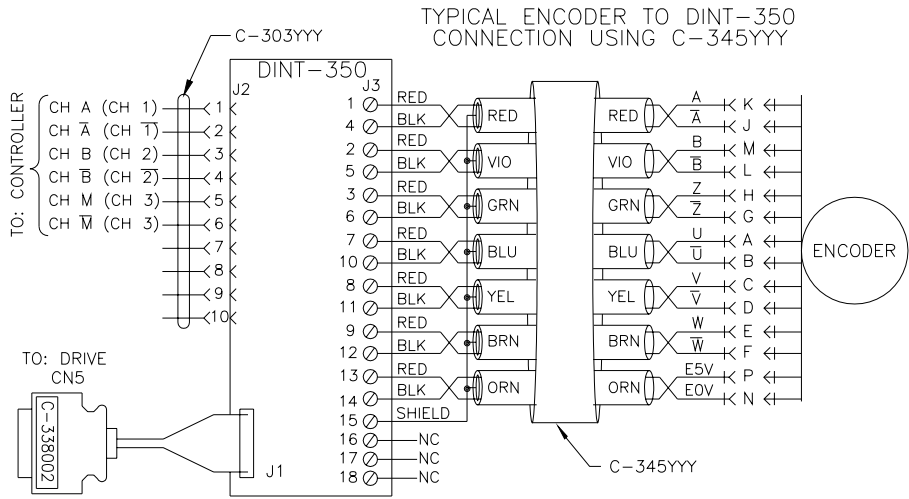 TYPICAL ENCODER TO DINT-350
CONNECTION USING C-345YYY
C-303YYY
DINT-350
J2
J3
TO: CONTROLLER
CH A (CH 1) 1
CH A̅ (CH 1̅) 2
CH B (CH 2) 3
CH B̅ (CH 2̅) 4
CH M (CH 3) 5
CH M̅ (CH 3) 6
7
8
9
10
1 RED RED RED A K
4 BLK A̅ J
2 RED VIO VIO B M
5 BLK B̅ L
3 RED GRN GRN Z H
6 BLK Z̅ G
7 RED BLU BLU U A
10 BLK U̅ B
8 RED YEL YEL V C
11 BLK V̅ D
9 RED BRN BRN W E
12 BLK W̅ F
13 RED ORN ORN E5V P
14 BLK E0V N
15 SHIELD
16 NC
17 NC
18 NC
ENCODER
TO: DRIVE
CN5
C-338002
J1
C-345YYY